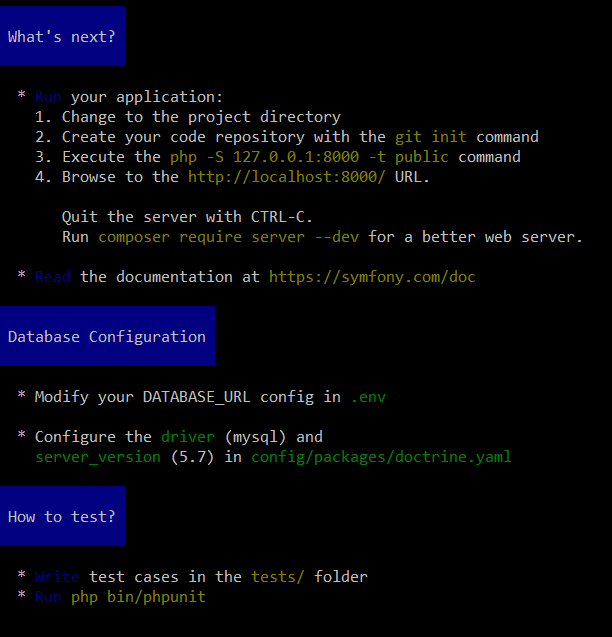 What's next?
* Run your application:
1. Change to the project directory
2. Create your code repository with the git init command
3. Execute the php -S 127.0.0.1:8000 -t public command
4. Browse to the http://localhost:8000/ URL.
Quit the server with CTRL-C.
Run composer require server --dev for a better web server.
* Read the documentation at https://symfony.com/doc
Database Configuration
* Modify your DATABASE_URL config in .env
* Configure the driver (mysql) and
server_version (5.7) in config/packages/doctrine.yaml
How to test?
* Write test cases in the tests/ folder
* Run php bin/phpunit